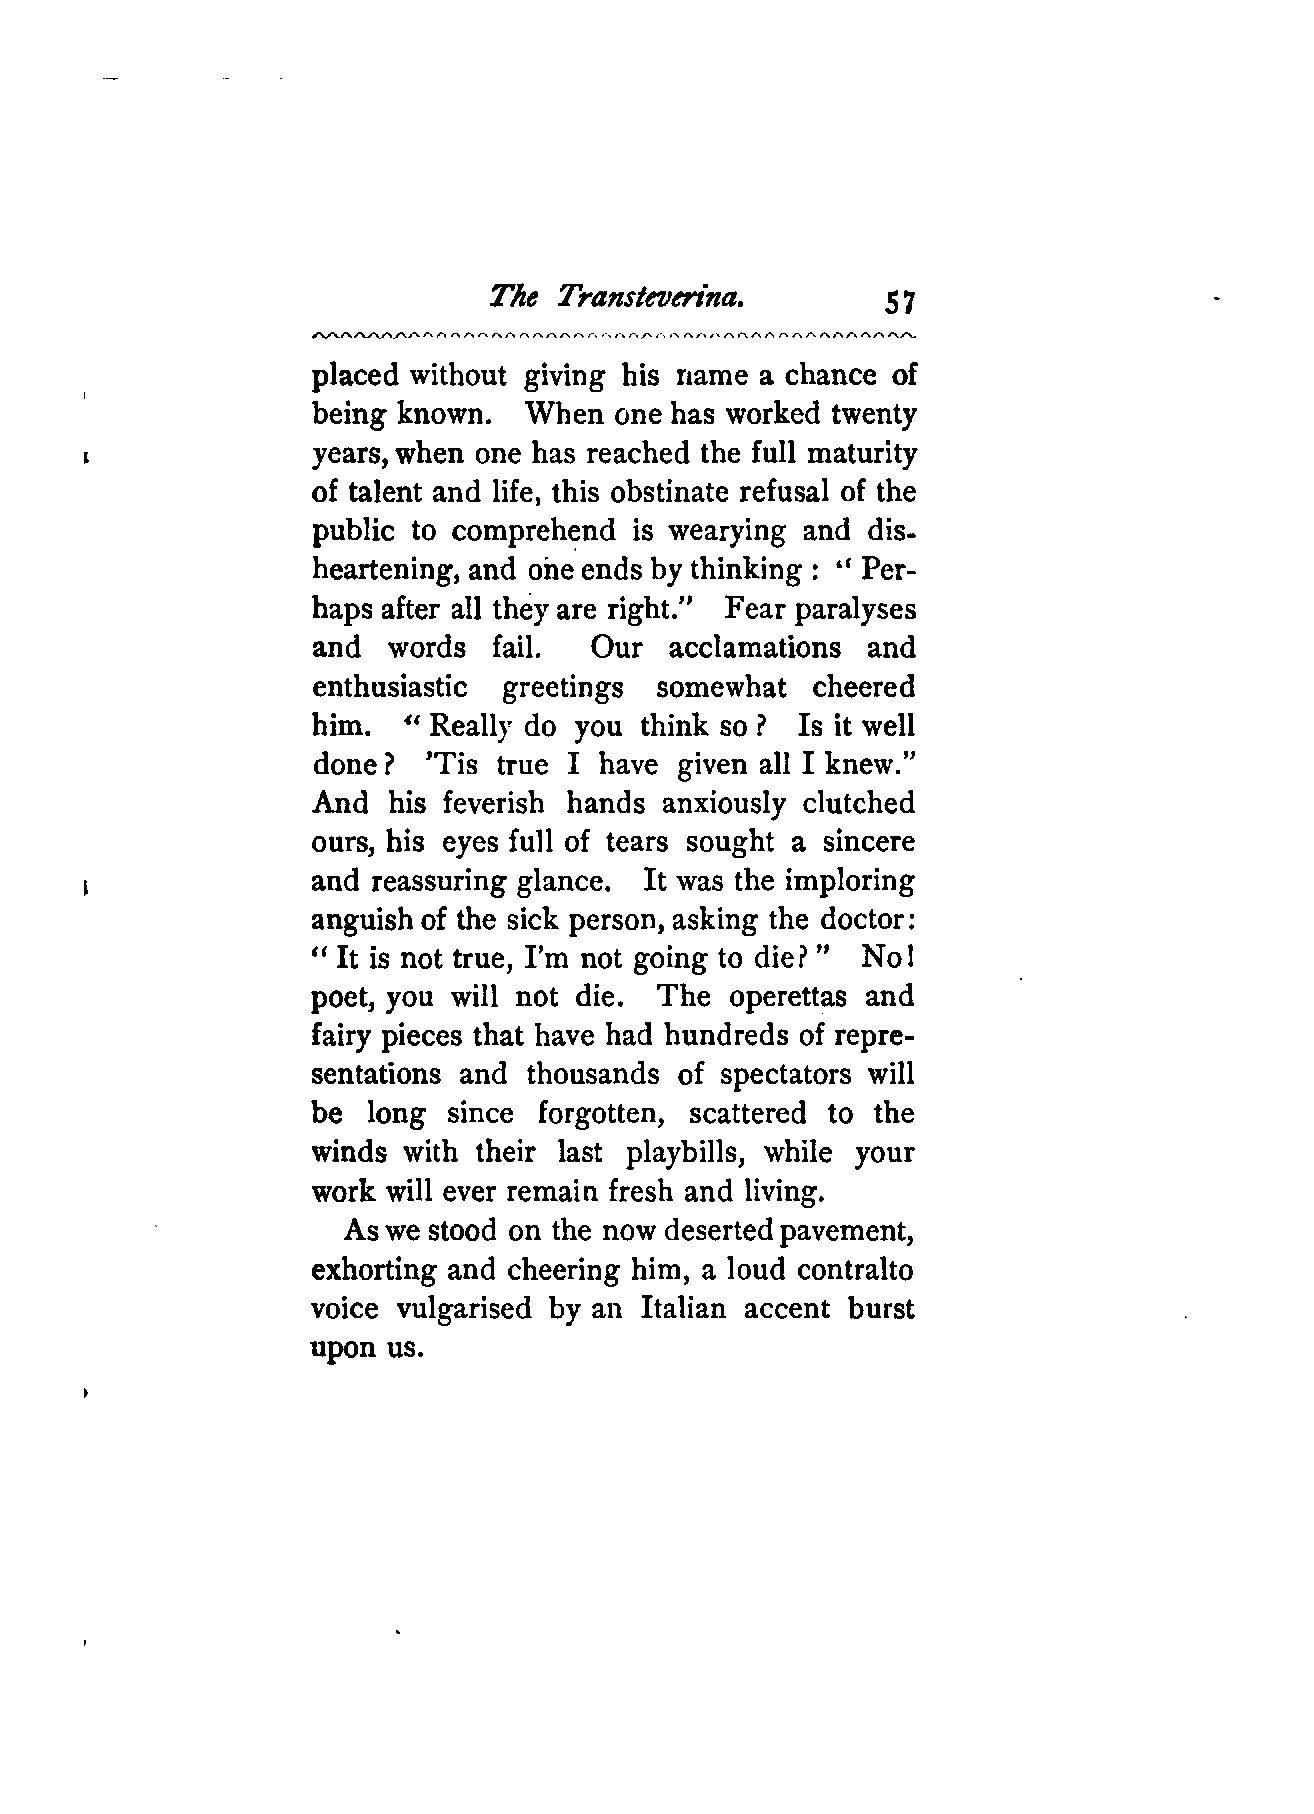 The Transteverina. 57
placed without giving his name a chance of
being known. When one has worked twenty
years, when one has reached the full maturity
of talent and life, this obstinate refusal of the
public to comprehend is wearying and dis-
heartening, and one ends by thinking : " Per-
haps after all they are right." Fear paralyses
and words fail. Our acclamations and
enthusiastic greetings somewhat cheered
him. " Really do you think so ? Is it well
done ? 'Tis true I have given all I knew."
And his feverish hands anxiously clutched
ours, his eyes full of tears sought a sincere
and reassuring glance. It was the imploring
anguish of the sick person, asking the doctor:
" It is not true, I'm not going to die? " No!
poet, you will not die. The operettas and
fairy pieces that have had hundreds of repre-
sentations and thousands of spectators will
be long since forgotten, scattered to the
winds with their last playbills, while your
work will ever remain fresh and living.
As we stood on the now deserted pavement,
exhorting and cheering him, a loud contralto
voice vulgarised by an Italian accent burst
upon us.